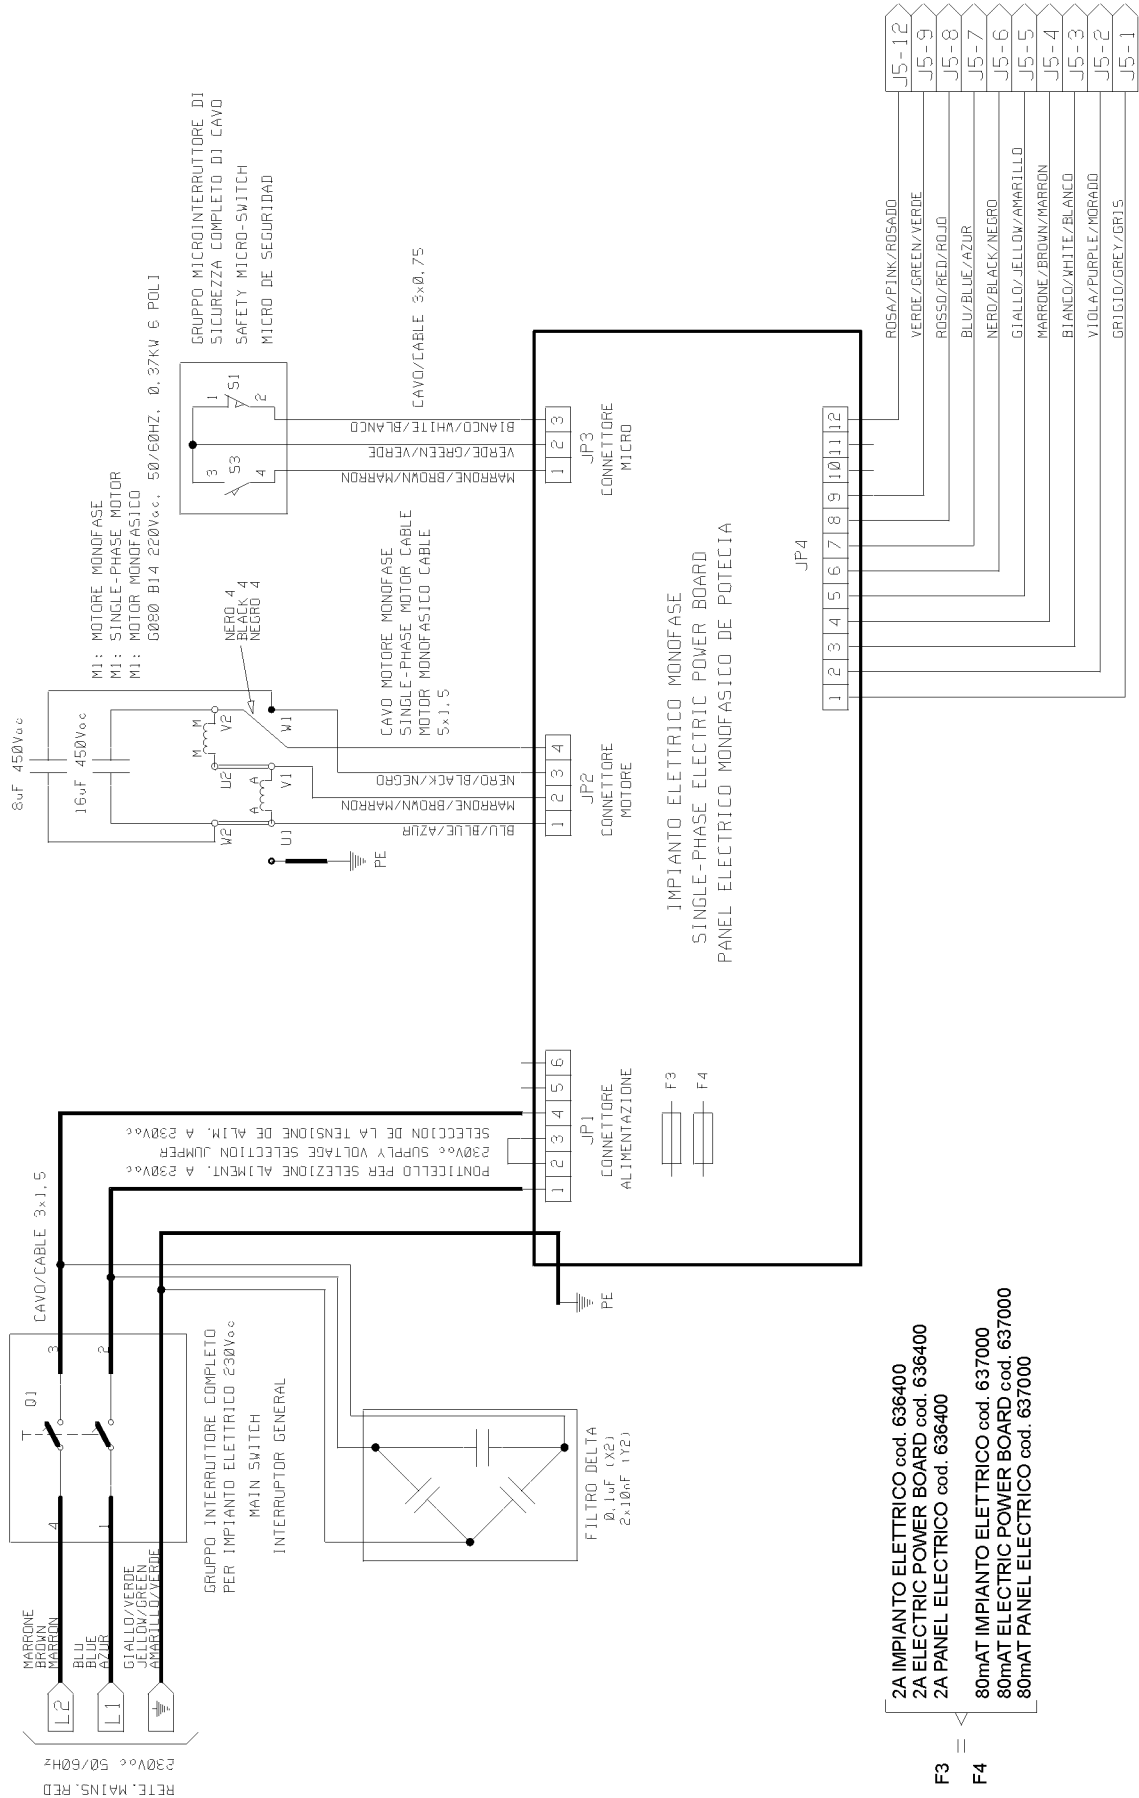 RETE.MAINS.RED
230Vac 50/60Hz
L2
L1
MARRONE
BROWN
MARRON
BLU
BLUE
AZUR
GIALLO/VERDE
JELLOW/GREEN
AMARILLO/VERDE
4
1
Q1
3
2
CAVO/CABLE 3x1,5
GRUPPO INTERRUTTORE COMPLETO
PER IMPIANTO ELETTRICO 230Vac
MAIN SWITCH
INTERRUPTOR GENERAL
FILTRO DELTA
0,1uF (X2)
2x10nF (Y2)
PE
PONTICELLO PER SELEZIONE ALIMENT. A 230Vac
230Vac SUPPLY VOLTAGE SELECTION JUMPER
SELECCION DE LA TENSIONE DE ALIM. A 230Vac
1 2 3 4 5 6
JP1
CONNETTORE
ALIMENTAZIONE
F3
F4
8uF 450Vac
16uF 450Vac
M1: MOTORE MONOFASE
M1: SINGLE-PHASE MOTOR
M1: MOTOR MONOFASICO
G080 B14 220Vac, 50/60HZ, 0,37KW 6 POLI
W2
U2
V2
U1
V1
W1
A A
M M
PE
NERO 4
BLACK 4
NEGRO 4
CAVO MOTORE MONOFASE
SINGLE-PHASE MOTOR CABLE
MOTOR MONOFASICO CABLE
5x1,5
BLU/BLUE/AZUR
MARRONE/BROWN/MARRON
NERO/BLACK/NEGRO
1 2 3 4
JP2
CONNETTORE
MOTORE
GRUPPO MICROINTERRUTTORE DI
SICUREZZA COMPLETO DI CAVO
SAFETY MICRO-SWITCH
MICRO DE SEGURIDAD
3
S3
4
1
S1
2
CAVO/CABLE 3x0,75
MARRONE/BROWN/MARRON
VERDE/GREEN/VERDE
BIANCO/WHITE/BLANCO
1 2 3
JP3
CONNETTORE
MICRO
IMPIANTO ELETTRICO MONOFASE
SINGLE-PHASE ELECTRIC POWER BOARD
PANEL ELECTRICO MONOFASICO DE POTECIA
JP4
1 2 3 4 5 6 7 8 9 10 11 12
ROSA/PINK/ROSADO
J5-12
VERDE/GREEN/VERDE
J5-9
ROSSO/RED/ROJO
J5-8
BLU/BLUE/AZUR
J5-7
NERO/BLACK/NEGRO
J5-6
GIALLO/JELLOW/AMARILLO
J5-5
MARRONE/BROWN/MARRON
J5-4
BIANCO/WHITE/BLANCO
J5-3
VIOLA/PURPLE/MORADO
J5-2
GRIGIO/GREY/GRIS
J5-1
F3
=
F4
2A IMPIANTO ELETTRICO cod. 636400
2A ELECTRIC POWER BOARD cod. 636400
2A PANEL ELECTRICO cod. 636400
80mAT IMPIANTO ELETTRICO cod. 637000
80mAT ELECTRIC POWER BOARD cod. 637000
80mAT PANEL ELECTRICO cod. 637000